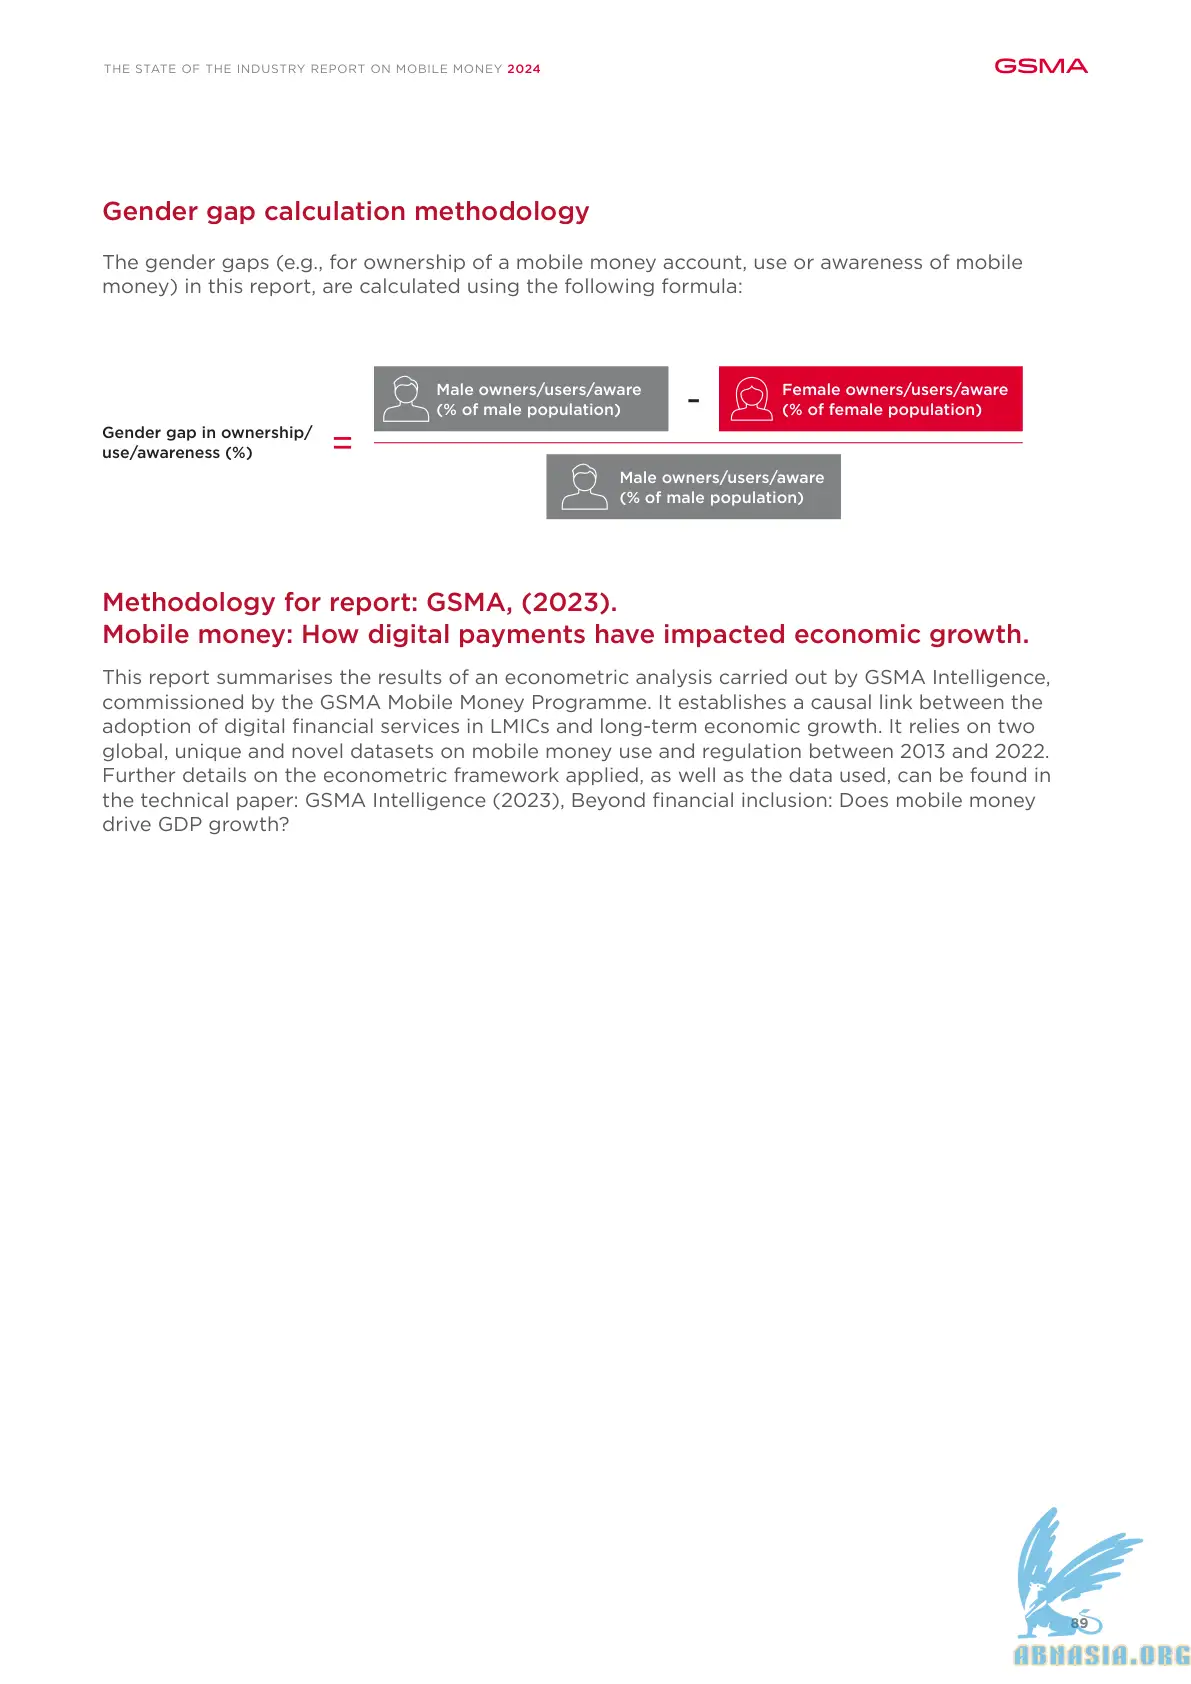 THE STATE OF THE INDUSTRY REPORT ON MOBILE MONEY 2024
GSMA
Gender gap calculation methodology
The gender gaps (e.g., for ownership of a mobile money account, use or awareness of mobile
money) in this report, are calculated using the following formula:
Gender gap in ownership/
use/awareness (%)
=
Male owners/users/aware
(% of male population)
-
Female owners/users/aware
(% of female population)
Male owners/users/aware
(% of male population)
Methodology for report: GSMA, (2023).
Mobile money: How digital payments have impacted economic growth.
This report summarises the results of an econometric analysis carried out by GSMA Intelligence,
commissioned by the GSMA Mobile Money Programme. It establishes a causal link between the
adoption of digital financial services in LMICs and long-term economic growth. It relies on two
global, unique and novel datasets on mobile money use and regulation between 2013 and 2022.
Further details on the econometric framework applied, as well as the data used, can be found in
the technical paper: GSMA Intelligence (2023), Beyond financial inclusion: Does mobile money
drive GDP growth?
89
ABNASIA.ORG